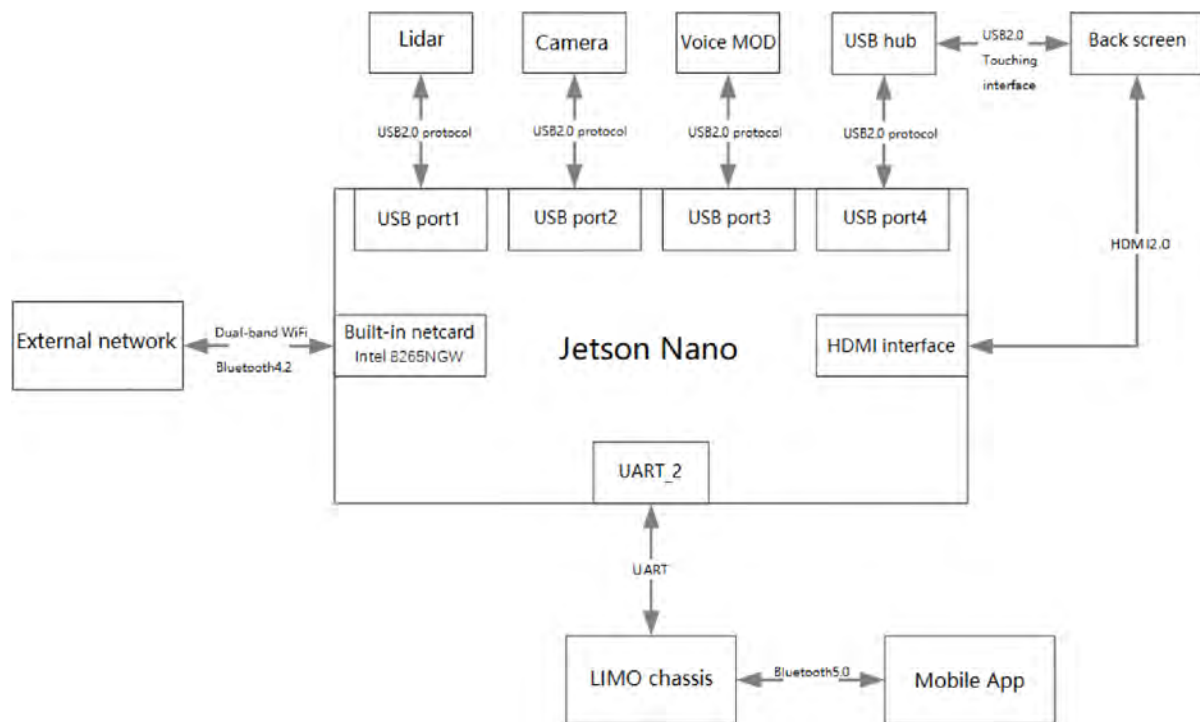 Lidar
Camera
Voice MOD
USB hub
USB2.0
Touching
interface
Back screen
USB2.0 protocol
USB2.0 protocol
USB2.0 protocol
USB2.0 protocol
USB port1
USB port2
USB port3
USB port4
HDMI2.0
External network
Dual-band WiFi
Bluetooth4.2
Built-in netcard
Intel 8265NGW
Jetson Nano
HDMI interface
UART_2
UART
LIMO chassis
Bluetooth5.0
Mobile App